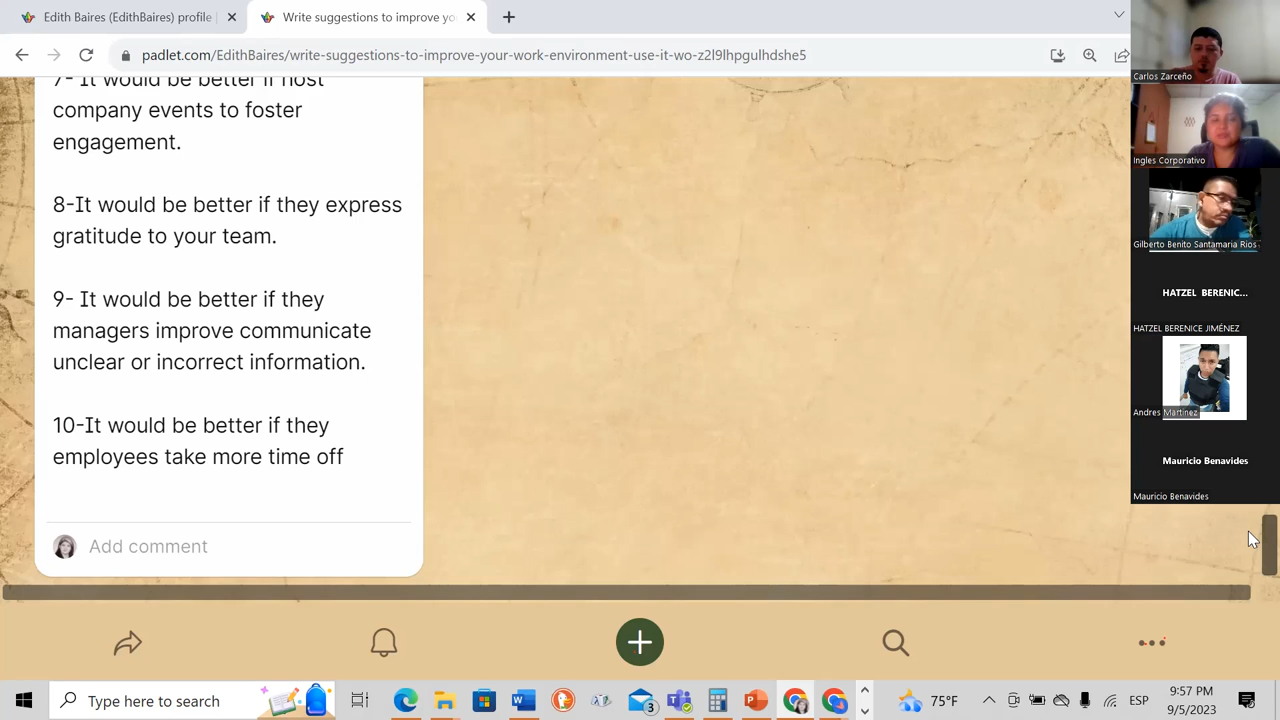 Edith Baires (EdithBaires) profile |
Write suggestions to improve yo
padlet.com/EdithBaires/write-suggestions-to-improve-your-work-environment-use-it-wo-z2l9lhpgulhdshe5
7- It would be better if host
company events to foster
engagement.
8-It would be better if they express
gratitude to your team.
9- It would be better if they
managers improve communicate
unclear or incorrect information.
10-It would be better if they
employees take more time off
Add comment
Carlos Zarceño
Ingles Corporativo
Gilberto Benito Santamaria Rios
HATZEL BERENIC...
HATZEL BERENICE JIMÉNEZ
Andres Martinez
Mauricio Benavides
Mauricio Benavides
Type here to search
3
75°F
ESP
9:57 PM
9/5/2023